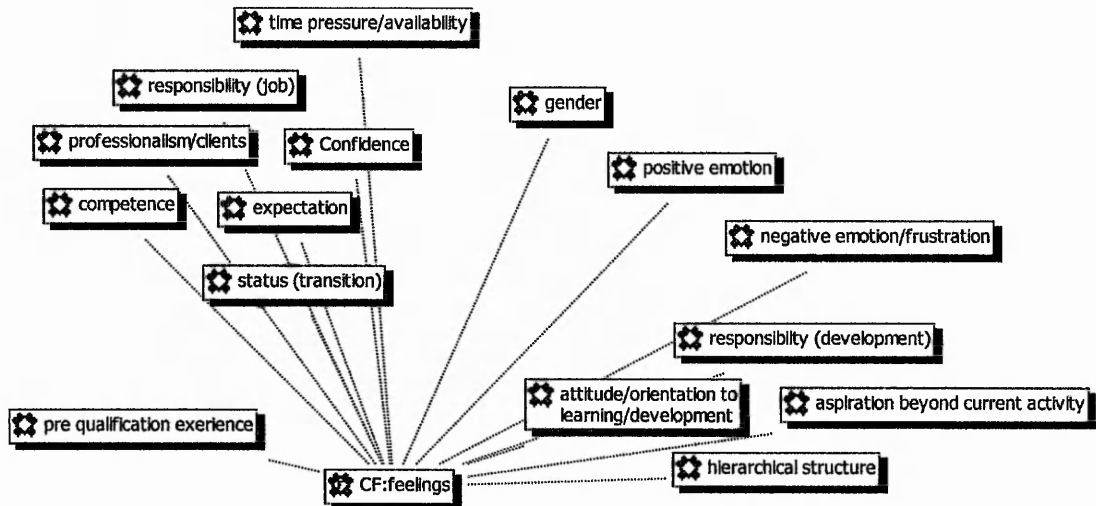 time pressure/availability
responsibility (job)
gender
professionalism/clients
Confidence
positive emotion
competence
expectation
negative emotion/frustration
status (transition)
responsibilty (development)
attitude/orientation to
learning/development
aspiration beyond current activity
pre qualification exerience
hierarchical structure
CF:feelings